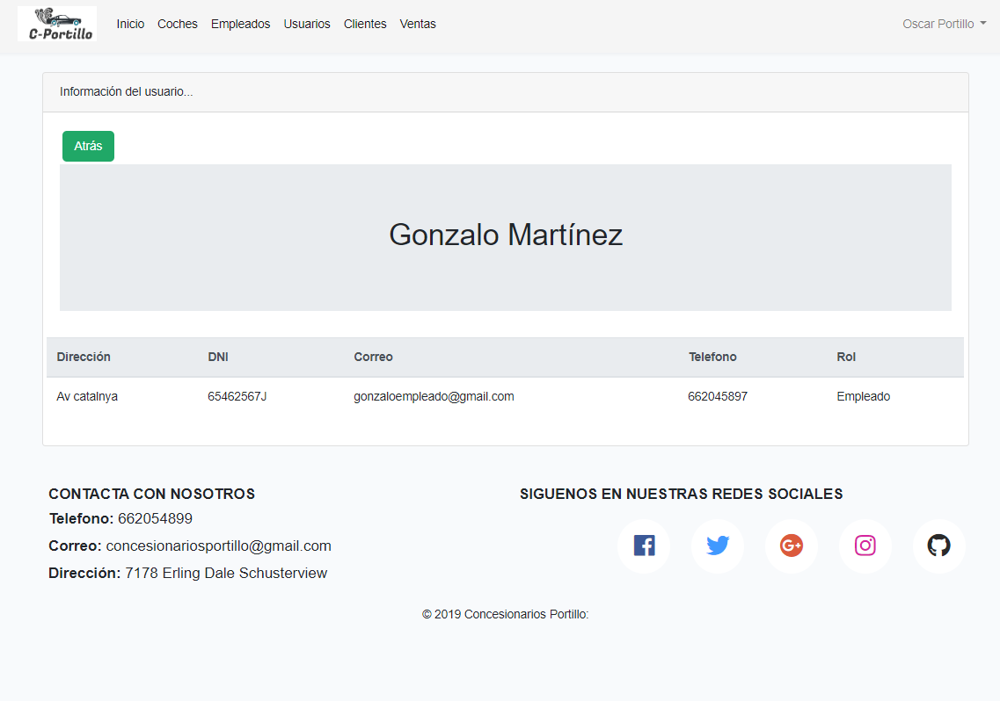 C-Portillo Inicio Coches Empleados Usuarios Clientes Ventas Oscar Portillo
Información del usuario...
Atrás
Gonzalo Martínez
Dirección DNI Correo Telefono Rol
Av catalnya 65462567J gonzaloempleado@gmail.com 662045897 Empleado
CONTACTA CON NOSOTROS
Telefono: 662054899
Correo: concesionariosportillo@gmail.com
Dirección: 7178 Erling Dale Schusterview
SIGUENOS EN NUESTRAS REDES SOCIALES
© 2019 Concesionarios Portillo: